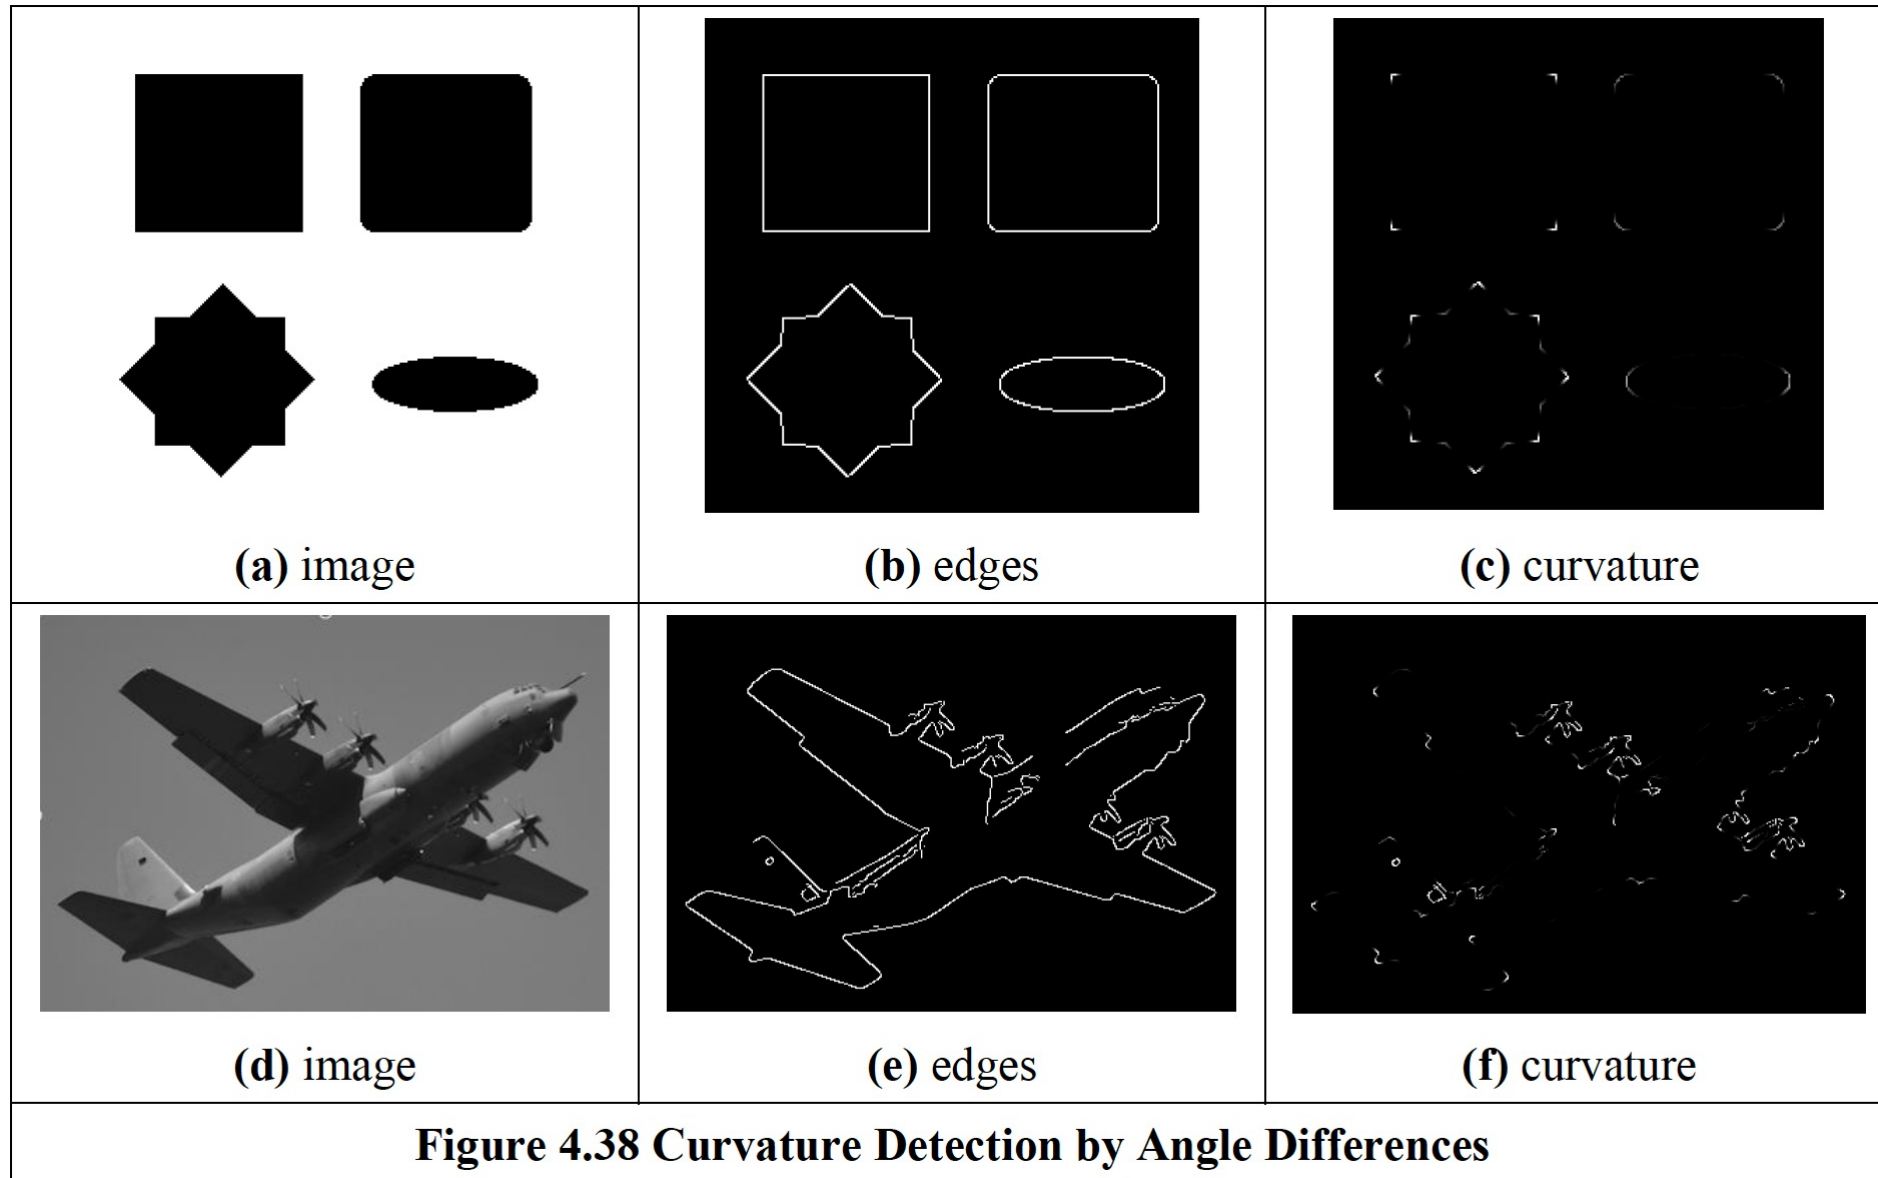 (a) image
(b) edges
(c) curvature
(d) image
(e) edges
(f) curvature
Figure 4.38 Curvature Detection by Angle Differences